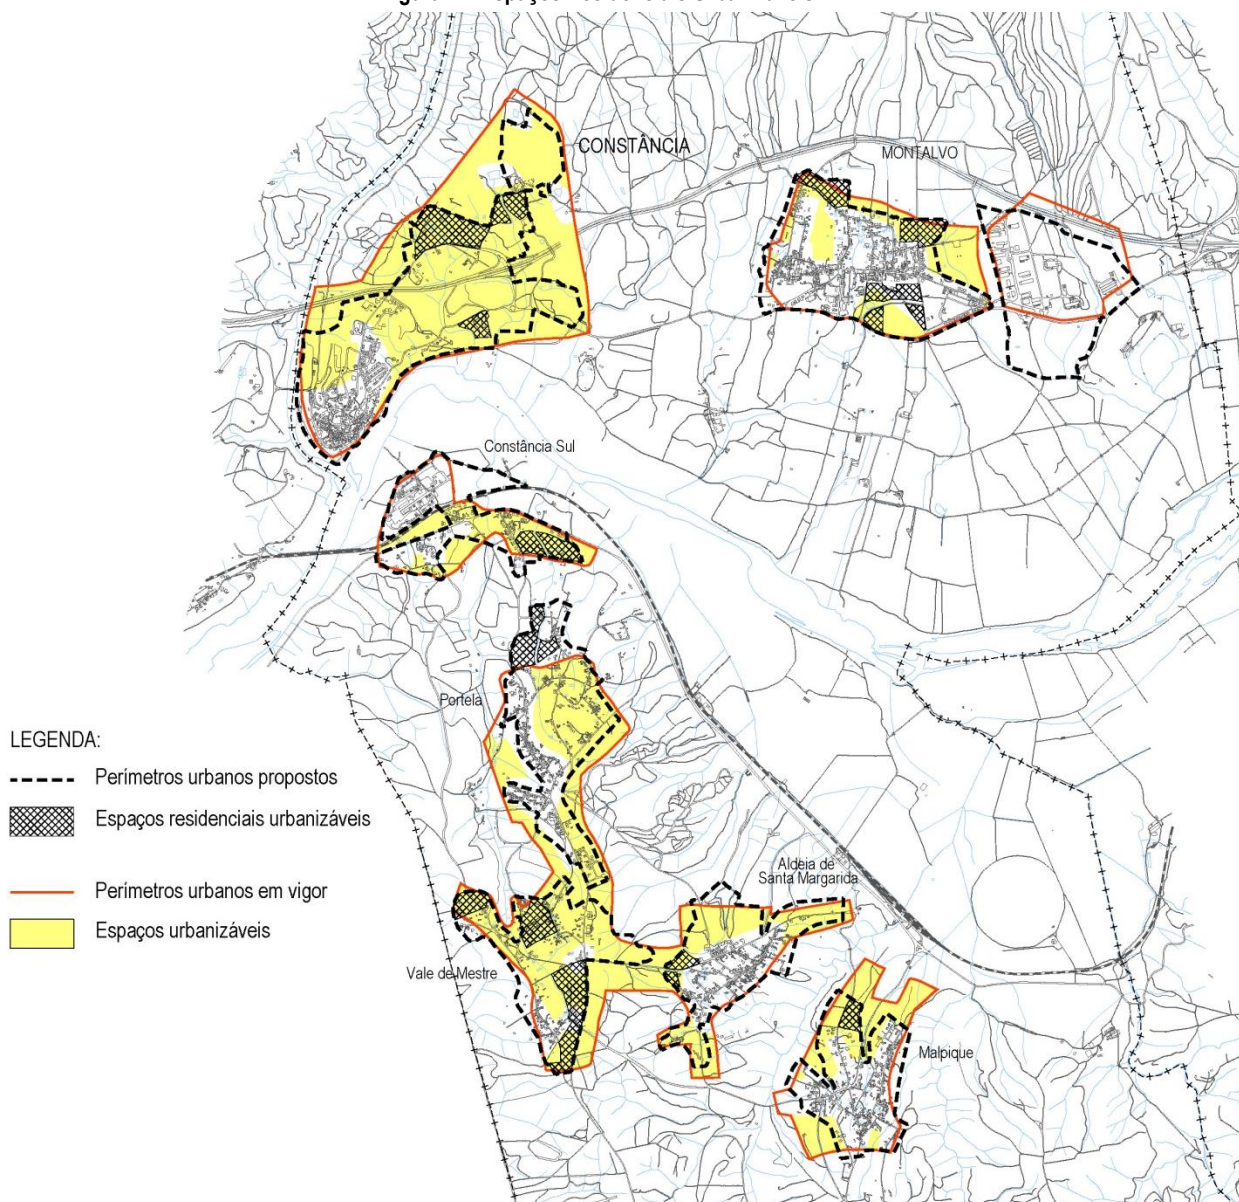 CONSTÂNCIA
MONTALVO
Constância Sul
Portela
Aldeia de
Santa Margarida
Vale de Mestre
Malpique
LEGENDA:
Perímetros urbanos propostos
Espaços residenciais urbanizáveis
Perímetros urbanos em vigor
Espaços urbanizáveis